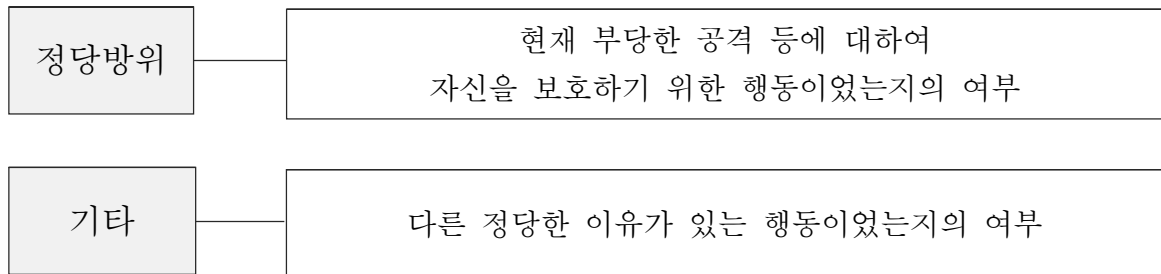 정당방위
현재 부당한 공격 등에 대하여
자신을 보호하기 위한 행동이었는지의 여부
기타
다른 정당한 이유가 있는 행동이었는지의 여부